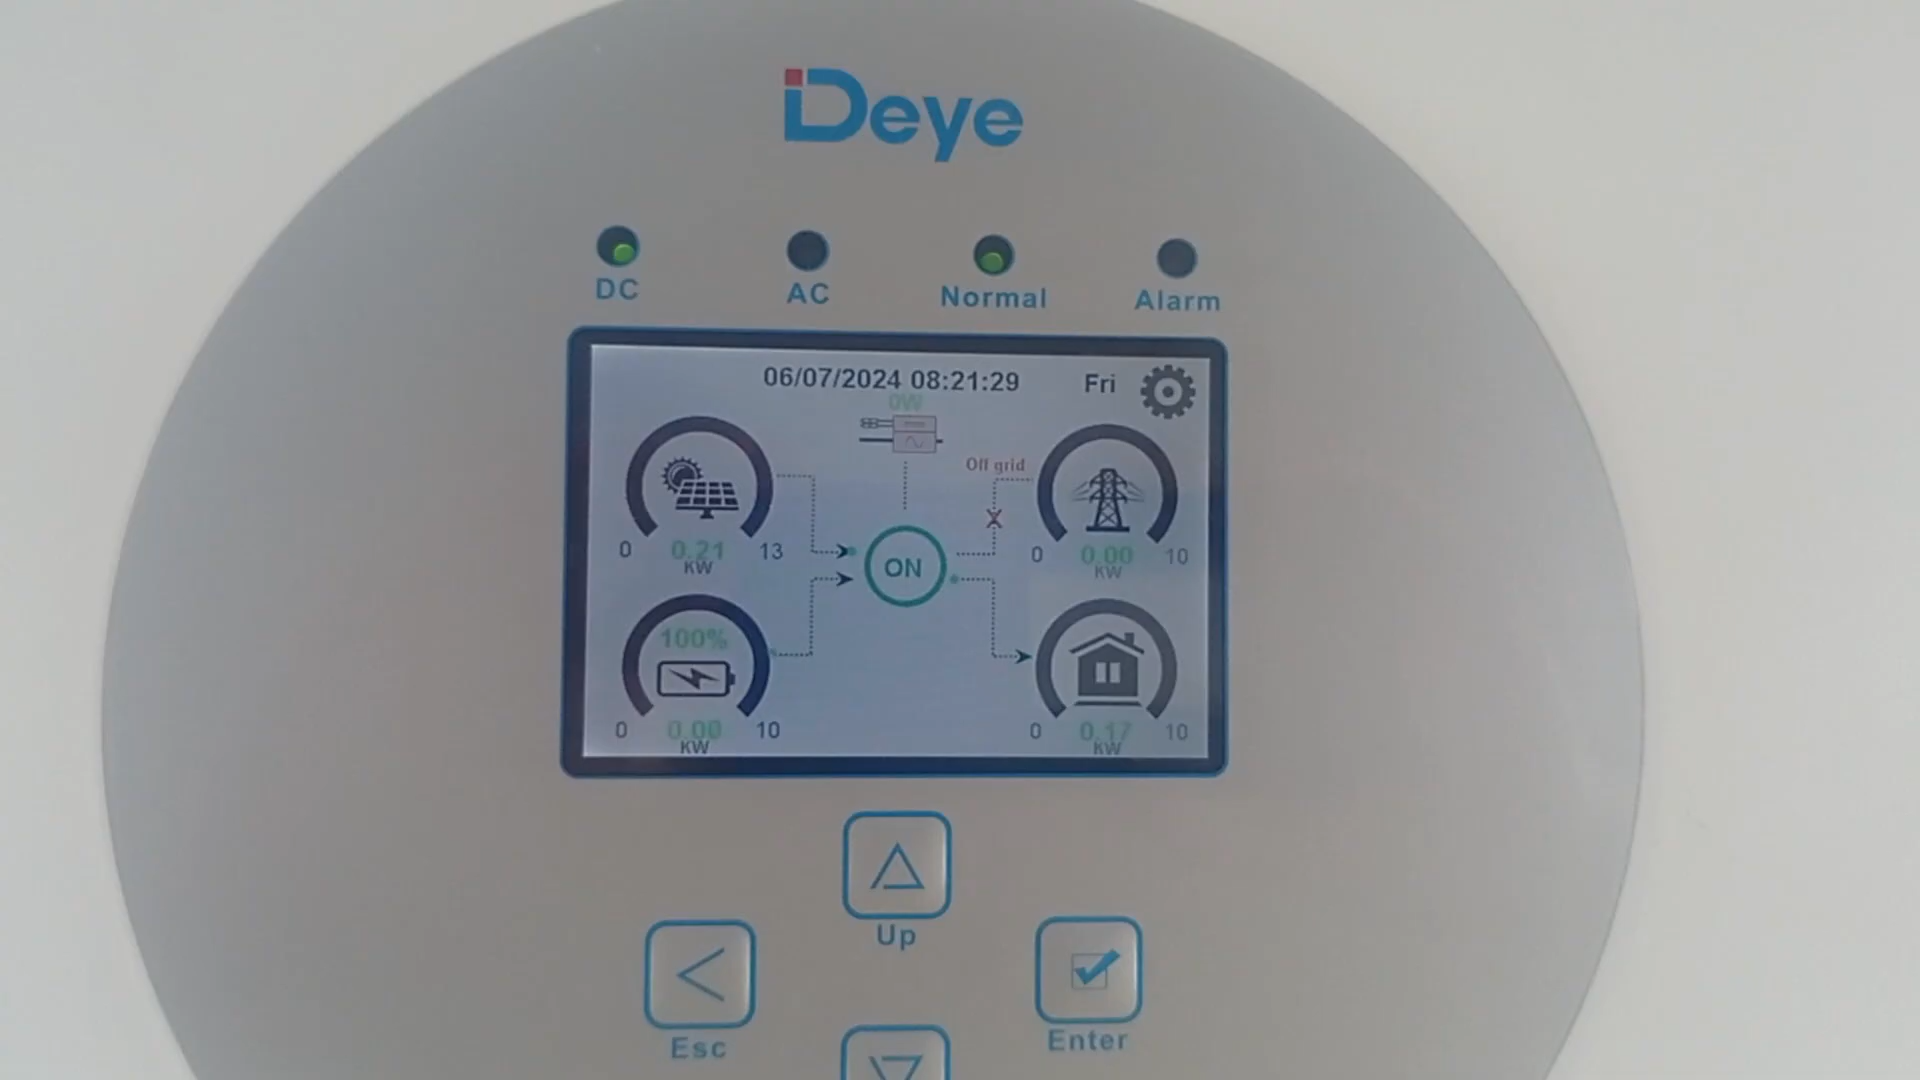 Deye
DC AC Normal Alarm
06/07/2024 08:21:29 Fri
0W
Off grid
0 0.21 13
KW
0 0.00 10
KW
ON
100%
0 0.00 10
KW
0 0.17 10
KW
Up
Esc
Enter